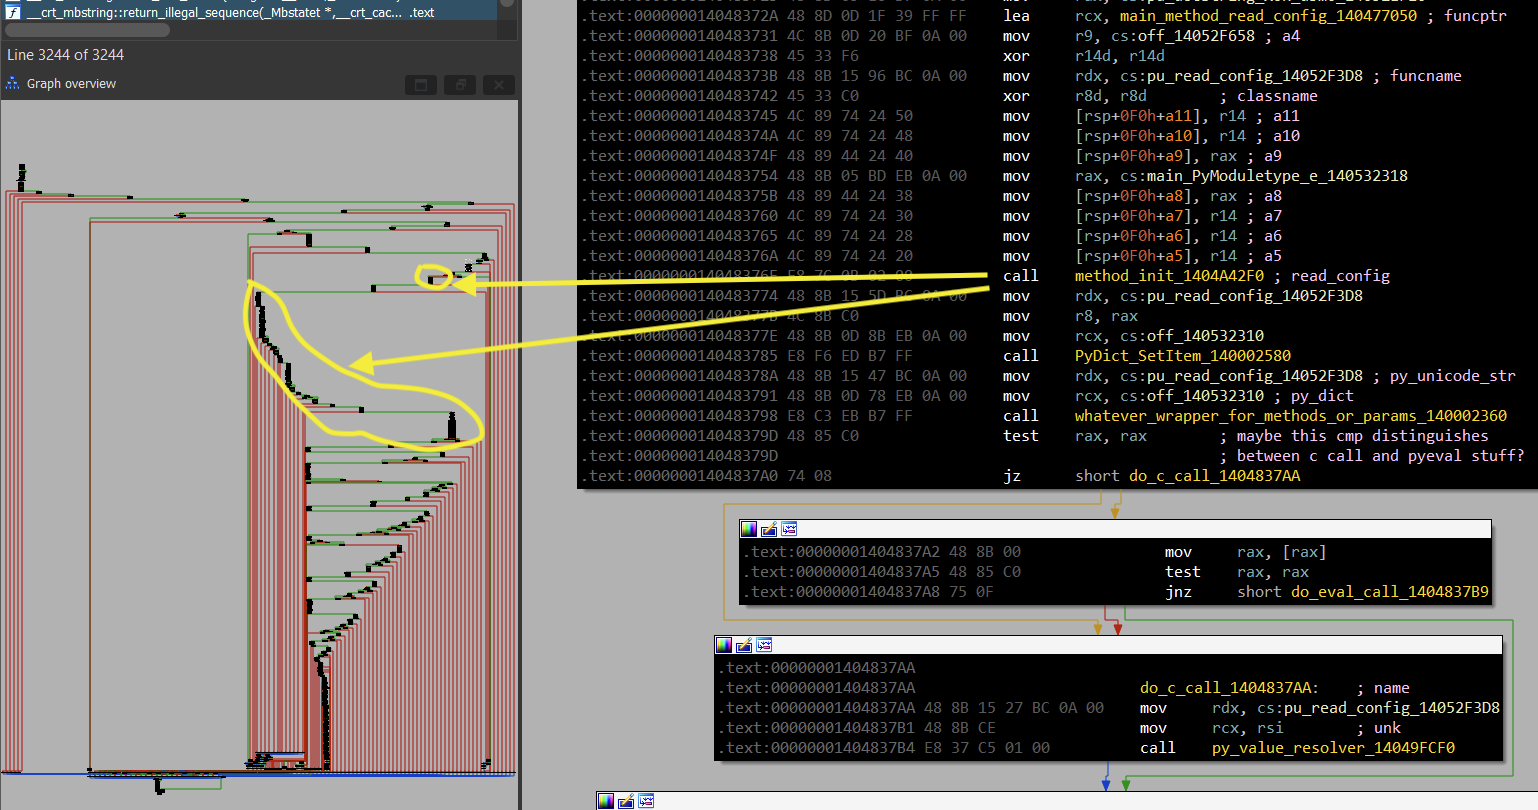 __crt_mbstring::return_illegal_sequence(_Mbstatet *,__crt_cac... .text
Line 3244 of 3244
Graph overview
.text:000000014048372A 48 8D 0D 1F 39 FF FF lea rcx, main_method_read_config_140477050 ; funcptr
.text:0000000140483731 4C 8B 0D 20 BF 0A 00 mov r9, cs:off_14052F658 ; a4
.text:0000000140483738 45 33 F6 xor r14d, r14d
.text:000000014048373B 48 8B 15 96 BC 0A 00 mov rdx, cs:pu_read_config_14052F3D8 ; funcname
.text:0000000140483742 45 33 C0 xor r8d, r8d ; classname
.text:0000000140483745 4C 89 74 24 50 mov [rsp+0F0h+a11], r14 ; a11
.text:000000014048374A 4C 89 74 24 48 mov [rsp+0F0h+a10], r14 ; a10
.text:000000014048374F 48 89 44 24 40 mov [rsp+0F0h+a9], rax ; a9
.text:0000000140483754 48 8B 05 BD EB 0A 00 mov rax, cs:main_PyModuletype_e_140532318
.text:000000014048375B 48 89 44 24 38 mov [rsp+0F0h+a8], rax ; a8
.text:0000000140483760 4C 89 74 24 30 mov [rsp+0F0h+a7], r14 ; a7
.text:0000000140483765 4C 89 74 24 28 mov [rsp+0F0h+a6], r14 ; a6
.text:000000014048376A 4C 89 74 24 20 mov [rsp+0F0h+a5], r14 ; a5
.text:000000014048376F E8 7C 0B 02 00 call method_init_1404A42F0 ; read_config
.text:0000000140483774 48 8B 15 5D BC 0A 00 mov rdx, cs:pu_read_config_14052F3D8
.text:000000014048377B 4C 8B C0 mov r8, rax
.text:000000014048377E 48 8B 0D 8B EB 0A 00 mov rcx, cs:off_140532310
.text:0000000140483785 E8 F6 ED B7 FF call PyDict_SetItem_140002580
.text:000000014048378A 48 8B 15 47 BC 0A 00 mov rdx, cs:pu_read_config_14052F3D8 ; py_unicode_str
.text:0000000140483791 48 8B 0D 78 EB 0A 00 mov rcx, cs:off_140532310 ; py_dict
.text:0000000140483798 E8 C3 EB B7 FF call whatever_wrapper_for_methods_or_params_140002360
.text:000000014048379D 48 85 C0 test rax, rax ; maybe this cmp distinguishes
.text:000000014048379D ; between c call and pyeval stuff?
.text:00000001404837A0 74 08 jz short do_c_call_1404837AA
.text:00000001404837A2 48 8B 00 mov rax, [rax]
.text:00000001404837A5 48 85 C0 test rax, rax
.text:00000001404837A8 75 0F jnz short do_eval_call_1404837B9
.text:00000001404837AA
.text:00000001404837AA do_c_call_1404837AA: ; name
.text:00000001404837AA 48 8B 15 27 BC 0A 00 mov rdx, cs:pu_read_config_14052F3D8
.text:00000001404837B1 48 8B CE mov rcx, rsi ; unk
.text:00000001404837B4 E8 37 C5 01 00 call py_value_resolver_14049FCF0